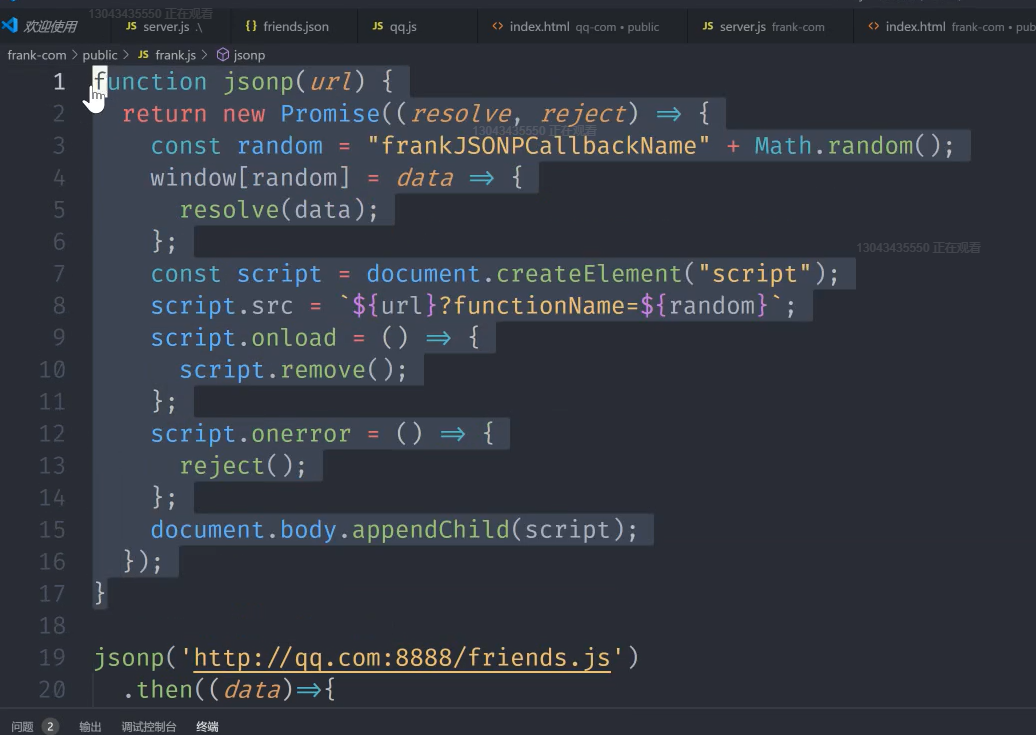 13043435550 正在观看
欢迎使用 JS server.js .\ {} friends.json JS qq.js <> index.html qq-com • public JS server.js frank-com <> index.html frank-com • pub
frank-com > public > JS frank.js > jsonp
1 function jsonp(url) {
2 return new Promise((resolve, reject) => {
13043435550 正在观看
3 const random = "frankJSONPCallbackName" + Math.random();
4 window[random] = data => {
5 resolve(data);
6 };
13043435550 正在观看
7 const script = document.createElement("script");
8 script.src = `${url}?functionName=${random}`;
9 script.onload = () => {
10 script.remove();
11 };
12 script.onerror = () => {
13 reject();
14 };
15 document.body.appendChild(script);
16 });
17 }
18
19 jsonp('http://qq.com:8888/friends.js')
20 .then((data)=>{
问题 2 输出 调试控制台 终端